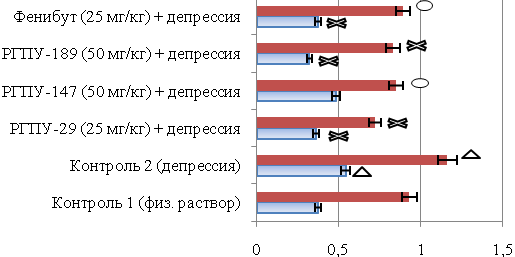 Фенибут (25 мг/кг) + депрессия
РГПУ-189 (50 мг/кг) + депрессия
РГПУ-147 (50 мг/кг) + депрессия
РГПУ-29 (25 мг/кг) + депрессия
Контроль 2 (депрессия)
Контроль 1 (физ. раствор)
0 0,5 1 1,5